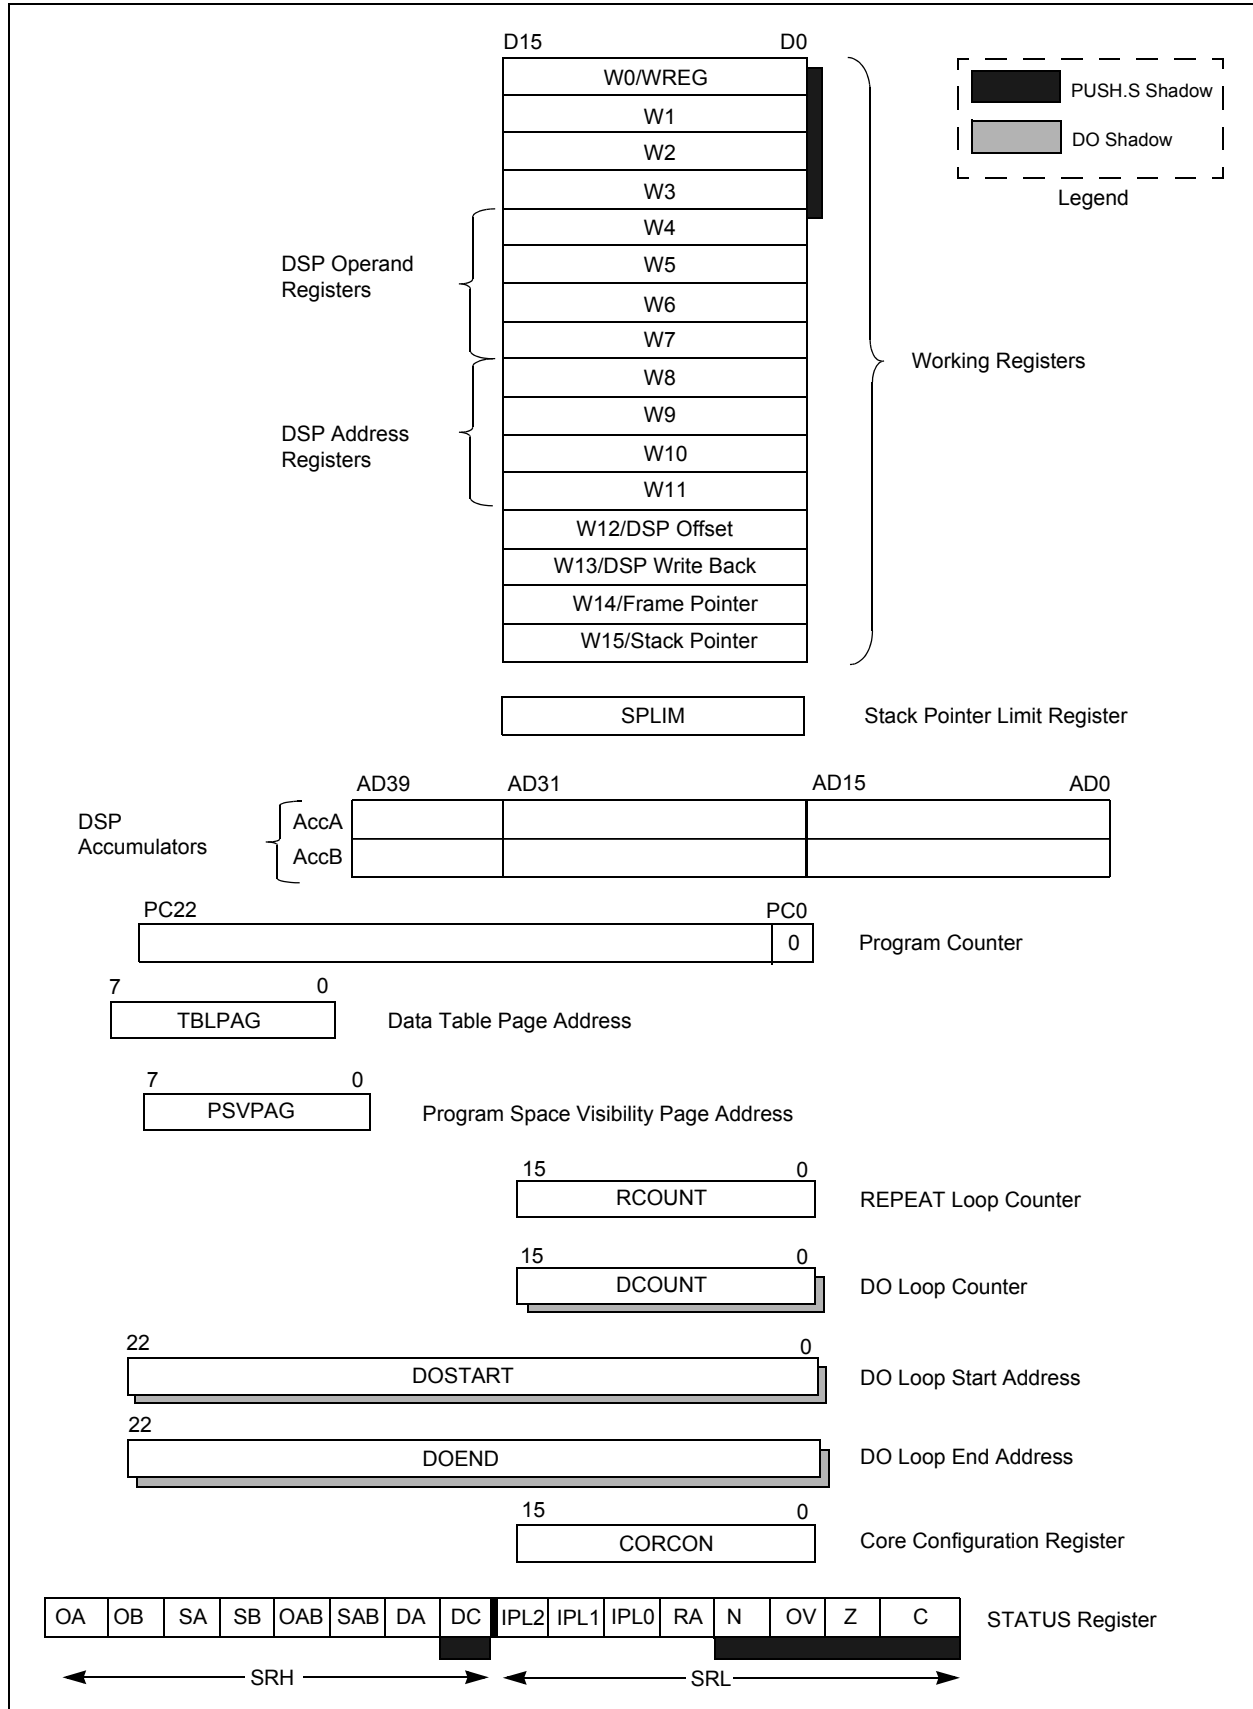 D15 D0
W0/WREG
PUSH.S Shadow
W1
W2
DO Shadow
W3
Legend
W4
DSP Operand
Registers
W5
W6
W7
Working Registers
W8
W9
DSP Address
Registers
W10
W11
W12/DSP Offset
W13/DSP Write Back
W14/Frame Pointer
W15/Stack Pointer
SPLIM Stack Pointer Limit Register
AD39 AD31 AD15 AD0
DSP
Accumulators
AccA
AccB
PC22 PC0
0 Program Counter
7 0
TBLPAG Data Table Page Address
7 0
PSVPAG Program Space Visibility Page Address
15 0
RCOUNT REPEAT Loop Counter
15 0
DCOUNT DO Loop Counter
22 0
DOSTART DO Loop Start Address
22
DOEND DO Loop End Address
15 0
CORCON Core Configuration Register
OA OB SA SB OAB SAB DA DC IPL2 IPL1 IPL0 RA N OV Z C STATUS Register
SRH SRL